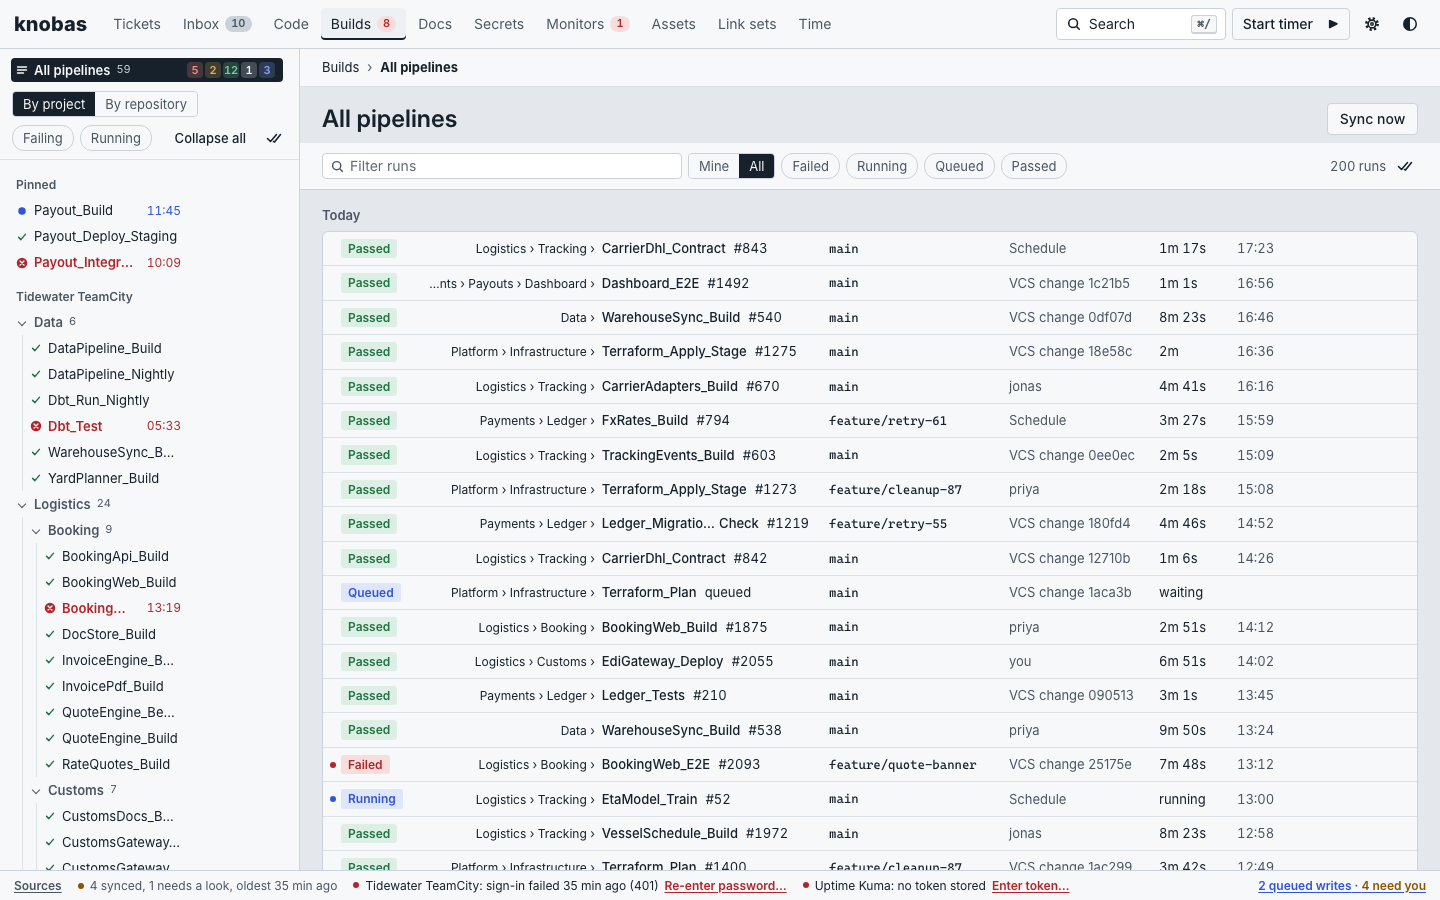 knobas Tickets Inbox 10 Code Builds 8 Docs Secrets Monitors 1 Assets Link sets Time Search ⌘/ Start timer
All pipelines 59 5 2 12 1 3
By project By repository
Failing Running Collapse all
Pinned
Payout_Build 11:45
Payout_Deploy_Staging
Payout_Integr... 10:09
Tidewater TeamCity
Data 6
DataPipeline_Build
DataPipeline_Nightly
Dbt_Run_Nightly
Dbt_Test 05:33
WarehouseSync_B...
YardPlanner_Build
Logistics 24
Booking 9
BookingApi_Build
BookingWeb_Build
Booking... 13:19
DocStore_Build
InvoiceEngine_B...
InvoicePdf_Build
QuoteEngine_Be...
QuoteEngine_Build
RateQuotes_Build
Customs 7
CustomsDocs_B...
CustomsGateway...
CustomsGateway
Builds › All pipelines
All pipelines Sync now
Filter runs Mine All Failed Running Queued Passed 200 runs
Today
Passed Logistics › Tracking › CarrierDhl_Contract #843 main Schedule 1m 17s 17:23
Passed ...nts › Payouts › Dashboard › Dashboard_E2E #1492 main VCS change 1c21b5 1m 1s 16:56
Passed Data › WarehouseSync_Build #540 main VCS change 0df07d 8m 23s 16:46
Passed Platform › Infrastructure › Terraform_Apply_Stage #1275 main VCS change 18e58c 2m 16:36
Passed Logistics › Tracking › CarrierAdapters_Build #670 main jonas 4m 41s 16:16
Passed Payments › Ledger › FxRates_Build #794 feature/retry-61 Schedule 3m 27s 15:59
Passed Logistics › Tracking › TrackingEvents_Build #603 main VCS change 0ee0ec 2m 5s 15:09
Passed Platform › Infrastructure › Terraform_Apply_Stage #1273 feature/cleanup-87 priya 2m 18s 15:08
Passed Payments › Ledger › Ledger_Migratio... Check #1219 feature/retry-55 VCS change 180fd4 4m 46s 14:52
Passed Logistics › Tracking › CarrierDhl_Contract #842 main VCS change 12710b 1m 6s 14:26
Queued Platform › Infrastructure › Terraform_Plan queued main VCS change 1aca3b waiting
Passed Logistics › Booking › BookingWeb_Build #1875 main priya 2m 51s 14:12
Passed Logistics › Customs › EdiGateway_Deploy #2055 main you 6m 51s 14:02
Passed Payments › Ledger › Ledger_Tests #210 main VCS change 090513 3m 1s 13:45
Passed Data › WarehouseSync_Build #538 main priya 9m 50s 13:24
Failed Logistics › Booking › BookingWeb_E2E #2093 feature/quote-banner VCS change 25175e 7m 48s 13:12
Running Logistics › Tracking › EtaModel_Train #52 main Schedule running 13:00
Passed Logistics › Tracking › VesselSchedule_Build #1972 main jonas 8m 23s 12:58
Passed Platform › Infrastructure › Terraform_Plan #1400 feature/cleanup-87 VCS change 1ac299 3m 42s 12:49
Sources 4 synced, 1 needs a look, oldest 35 min ago Tidewater TeamCity: sign-in failed 35 min ago (401) Re-enter password... Uptime Kuma: no token stored Enter token... 2 queued writes · 4 need you